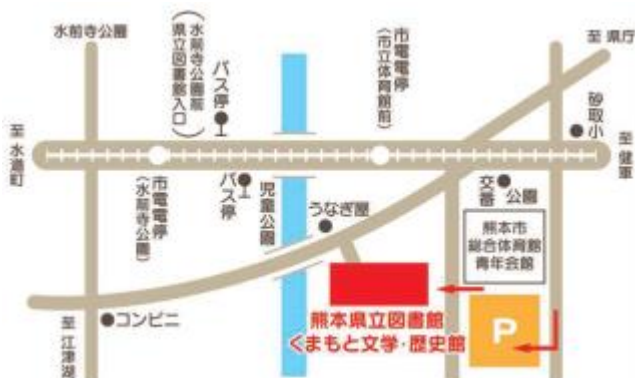 水前寺公園
(水前寺公園前
県立図書館入口)
バス停
市電電停
(市立体育館前)
至 県庁
砂取小
至 水道町
至 健軍
市電電停
(水前寺公園)
バス停
児童公園
うなぎ屋
交番
公園
熊本市
総合体育館
青年会館
コンビニ
至 江津湖
熊本県立図書館
くまもと文学・歴史館
P